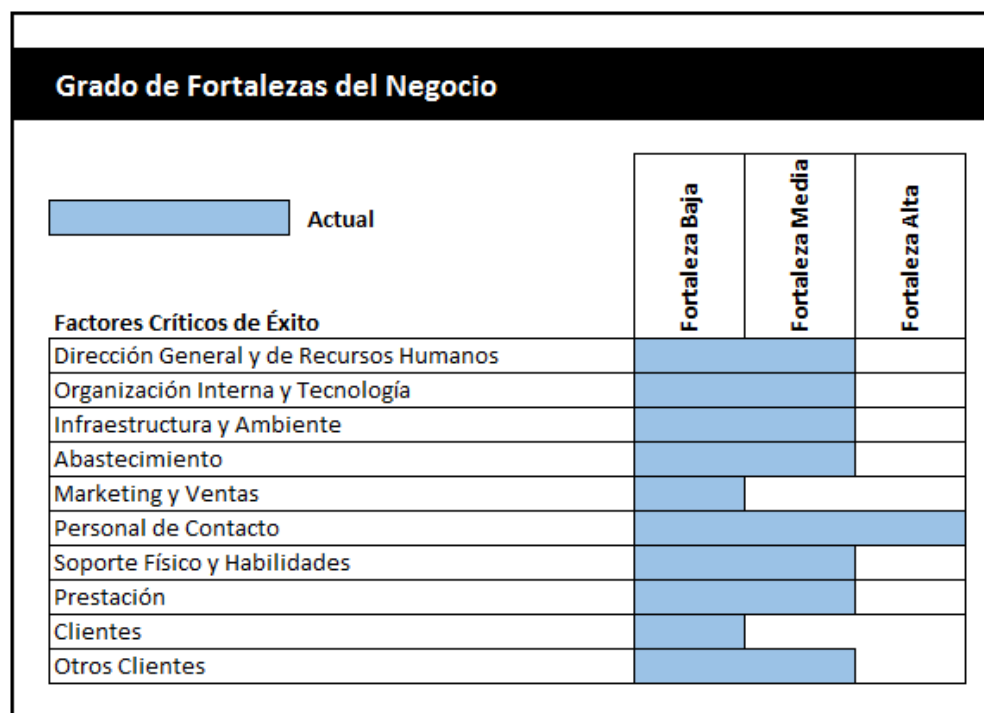 Grado de Fortalezas del Negocio
Actual
Fortaleza Baja
Fortaleza Media
Fortaleza Alta
Factores Críticos de Éxito
Dirección General y de Recursos Humanos
Organización Interna y Tecnología
Infraestructura y Ambiente
Abastecimiento
Marketing y Ventas
Personal de Contacto
Soporte Físico y Habilidades
Prestación
Clientes
Otros Clientes